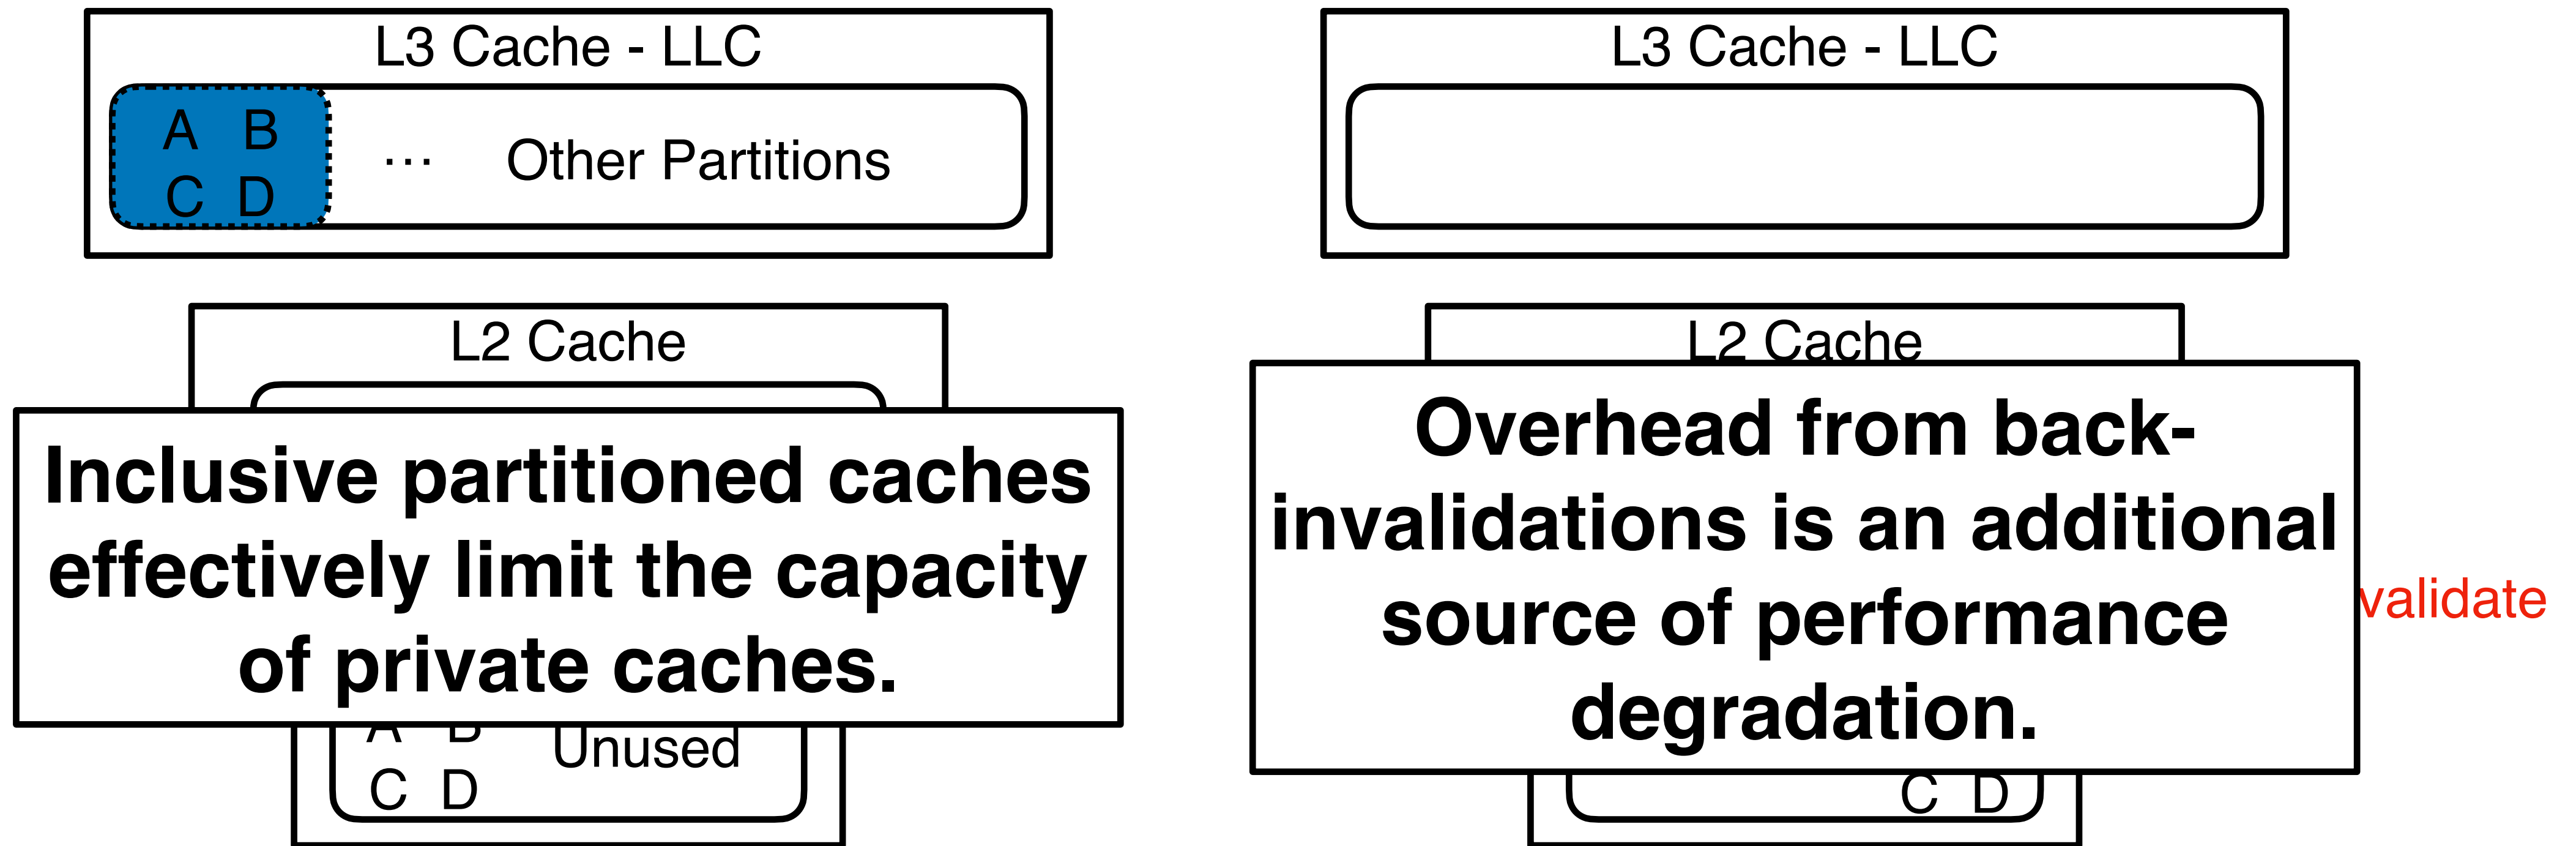 L3 Cache - LLC
A B
C D
... Other Partitions
L2 Cache
Inclusive partitioned caches
effectively limit the capacity
of private caches.
A B
Unused
C D
L3 Cache - LLC
L2 Cache
Overhead from back-
invalidations is an additional
source of performance
degradation.
validate
C D